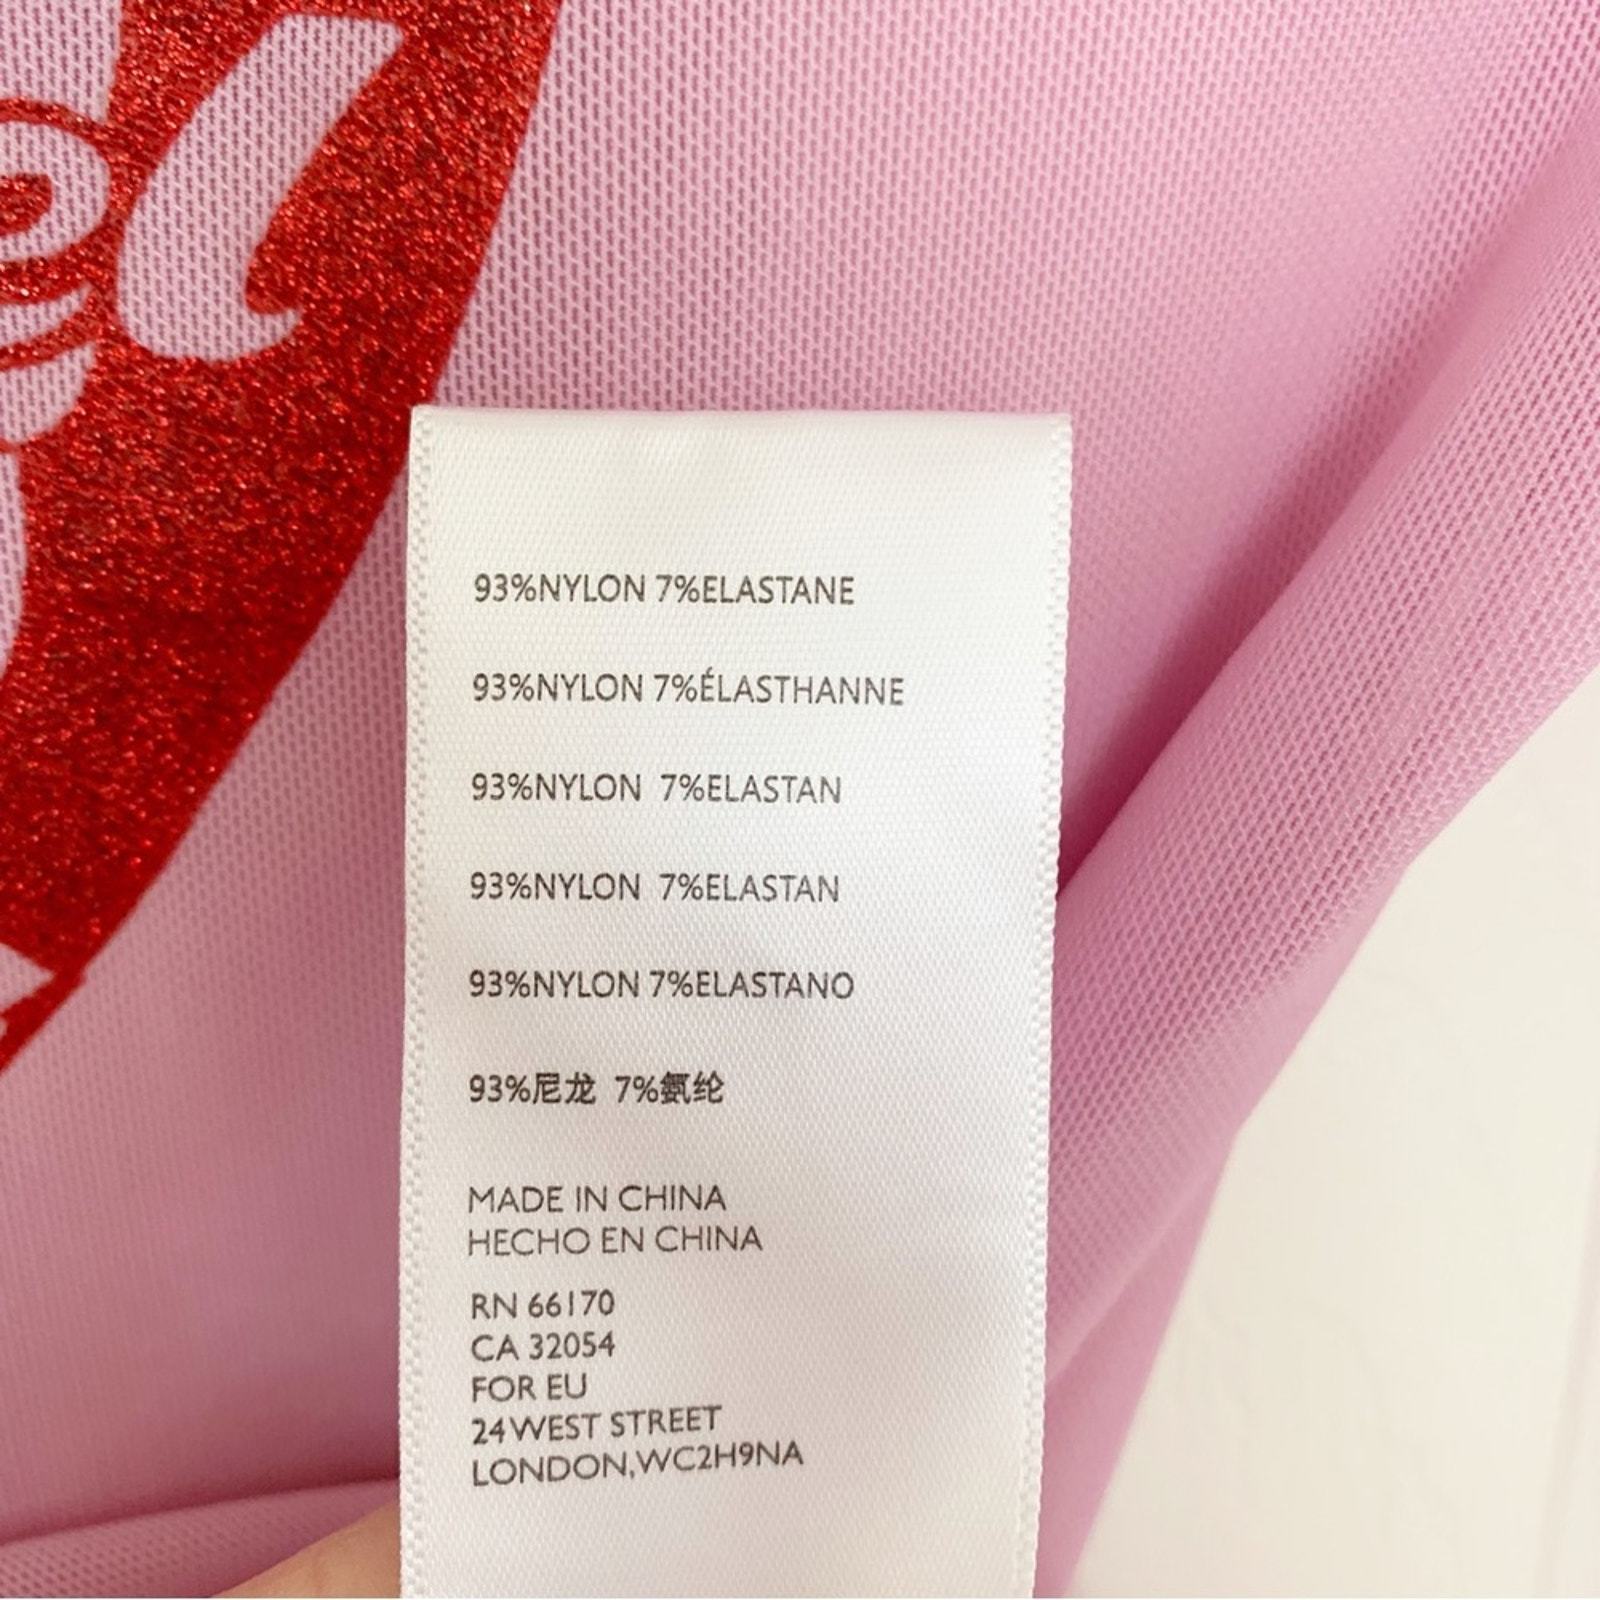 el
93%NYLON 7%ELASTANE
93%NYLON 7%ÉLASTHANNE
93%NYLON 7%ELASTAN
93%NYLON 7%ELASTAN
93%NYLON 7%ELASTANO
93%尼龙 7%氨纶
MADE IN CHINA
HECHO EN CHINA
RN 66170
CA 32054
FOR EU
24 WEST STREET
LONDON,WC2H9NA